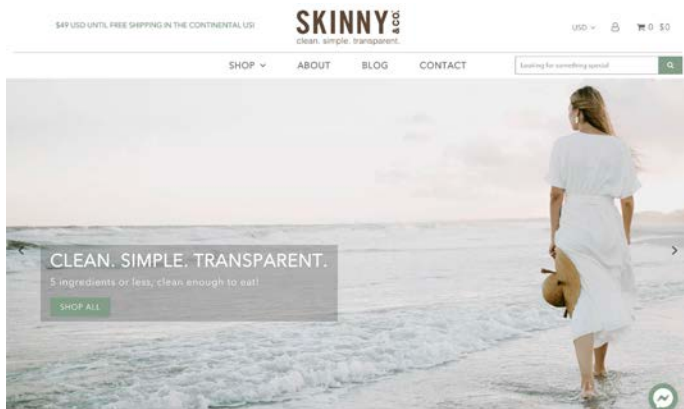 $49 USD UNTIL FREE SHIPPING IN THE CONTINENTAL US!
SKINNY & CO.
clean. simple. transparent.
USD
0 $0
SHOP
ABOUT
BLOG
CONTACT
Looking for something special
CLEAN. SIMPLE. TRANSPARENT.
5 ingredients or less, clean enough to eat!
SHOP ALL